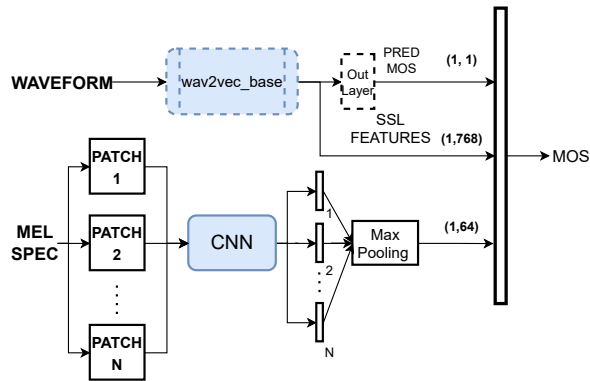 WAVEFORM
wav2vec_base
Out
Layer
PRED
MOS
(1, 1)
SSL
FEATURES
(1,768)
MOS
MEL
SPEC
PATCH
1
PATCH
2
PATCH
N
CNN
1
2
N
Max
Pooling
(1,64)